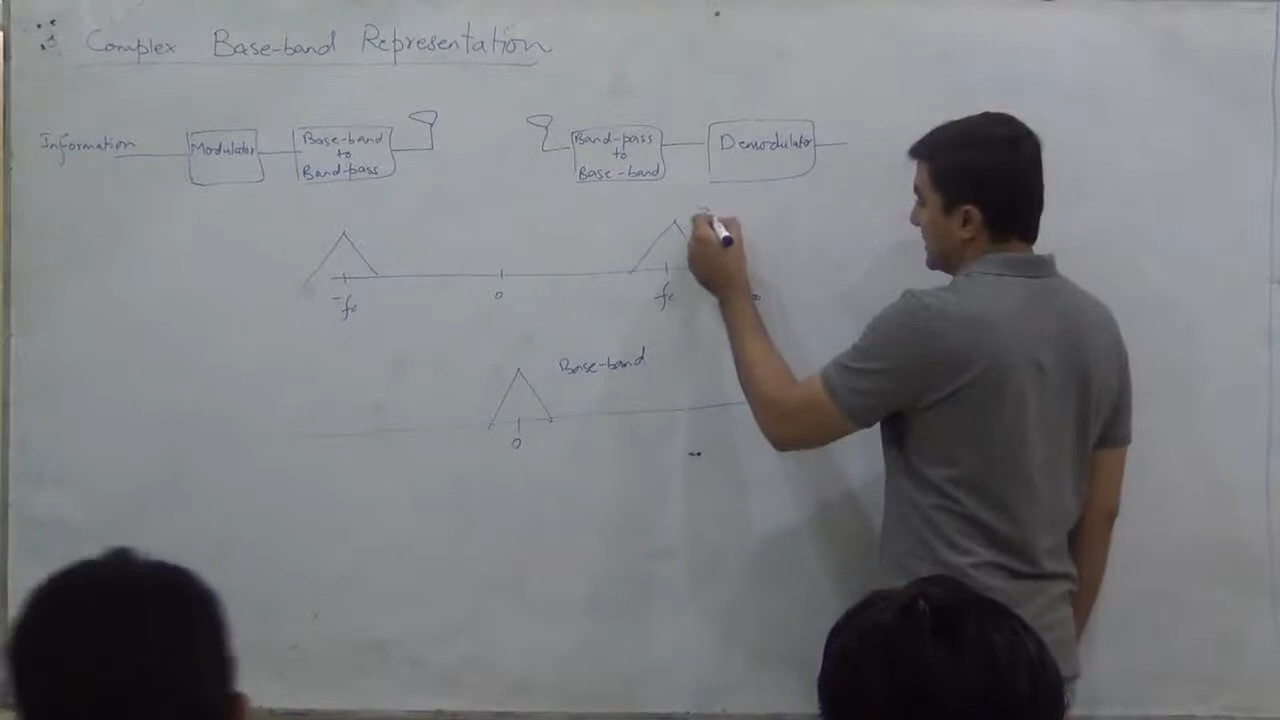 Complex Base-band Representation
Information
Modulator
Base-band
to
Band-pass
Band-pass
to
Base-band
Demodulator
-fc
0
fc
Base-band
0